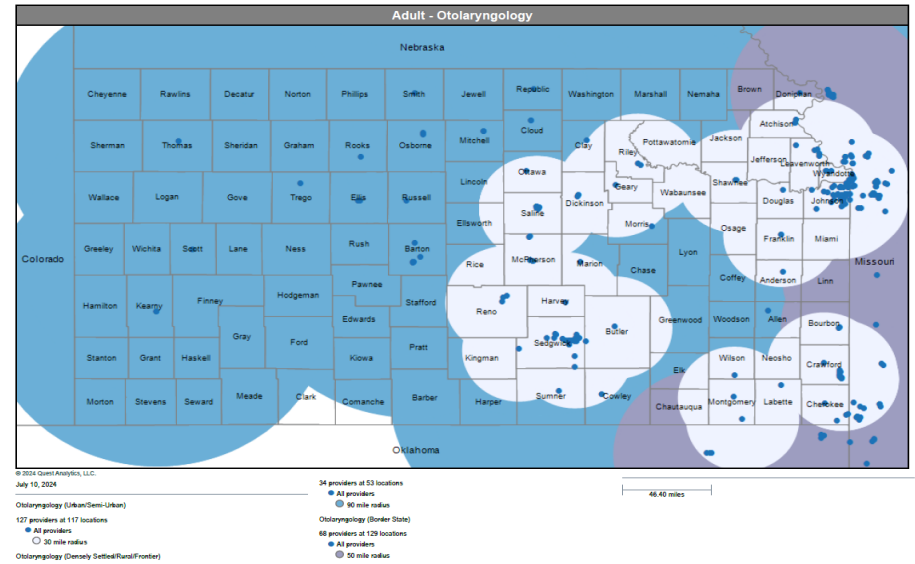 Adult - Otolaryngology
Nebraska
Cheyenne Rawlins Decatur Norton Phillips Smith Jewell Republic Washington Marshall Nemaha Brown Doniphan
Sherman Thomas Sheridan Graham Rooks Osborne Mitchell Cloud Clay Riley Pottawatomie Jackson Atchison
Jefferson Leavenworth
Wallace Logan Gove Trego Ellis Russell Lincoln Ottawa Dickinson Geary Wabaunsee Shawnee Wyandotte
Douglas Johnson
Ellsworth Saline Morris Osage Franklin Miami
Colorado Greeley Wichita Scott Lane Ness Rush Barton Rice McPherson Marion Chase Lyon Missouri
Coffey Anderson Linn
Hamilton Kearny Finney Hodgeman Pawnee Stafford Reno Harvey Butler Greenwood Woodson Allen Bourbon
Gray Ford Edwards
Stanton Grant Haskell Kiowa Pratt Kingman Sedgwick Elk Wilson Neosho Crawford
Morton Stevens Seward Meade Clark Comanche Barber Harper Sumner Cowley Chautauqua Montgomery Labette Cherokee
Oklahoma
© 2024 Quest Analytics, LLC.
July 10, 2024
Otolaryngology (Urban/Semi-Urban)
127 providers at 117 locations
All providers
30 mile radius
Otolaryngology (Densely Settled/Rural/Frontier)
34 providers at 53 locations
All providers
90 mile radius
Otolaryngology (Border State)
68 providers at 129 locations
All providers
50 mile radius
46.40 miles